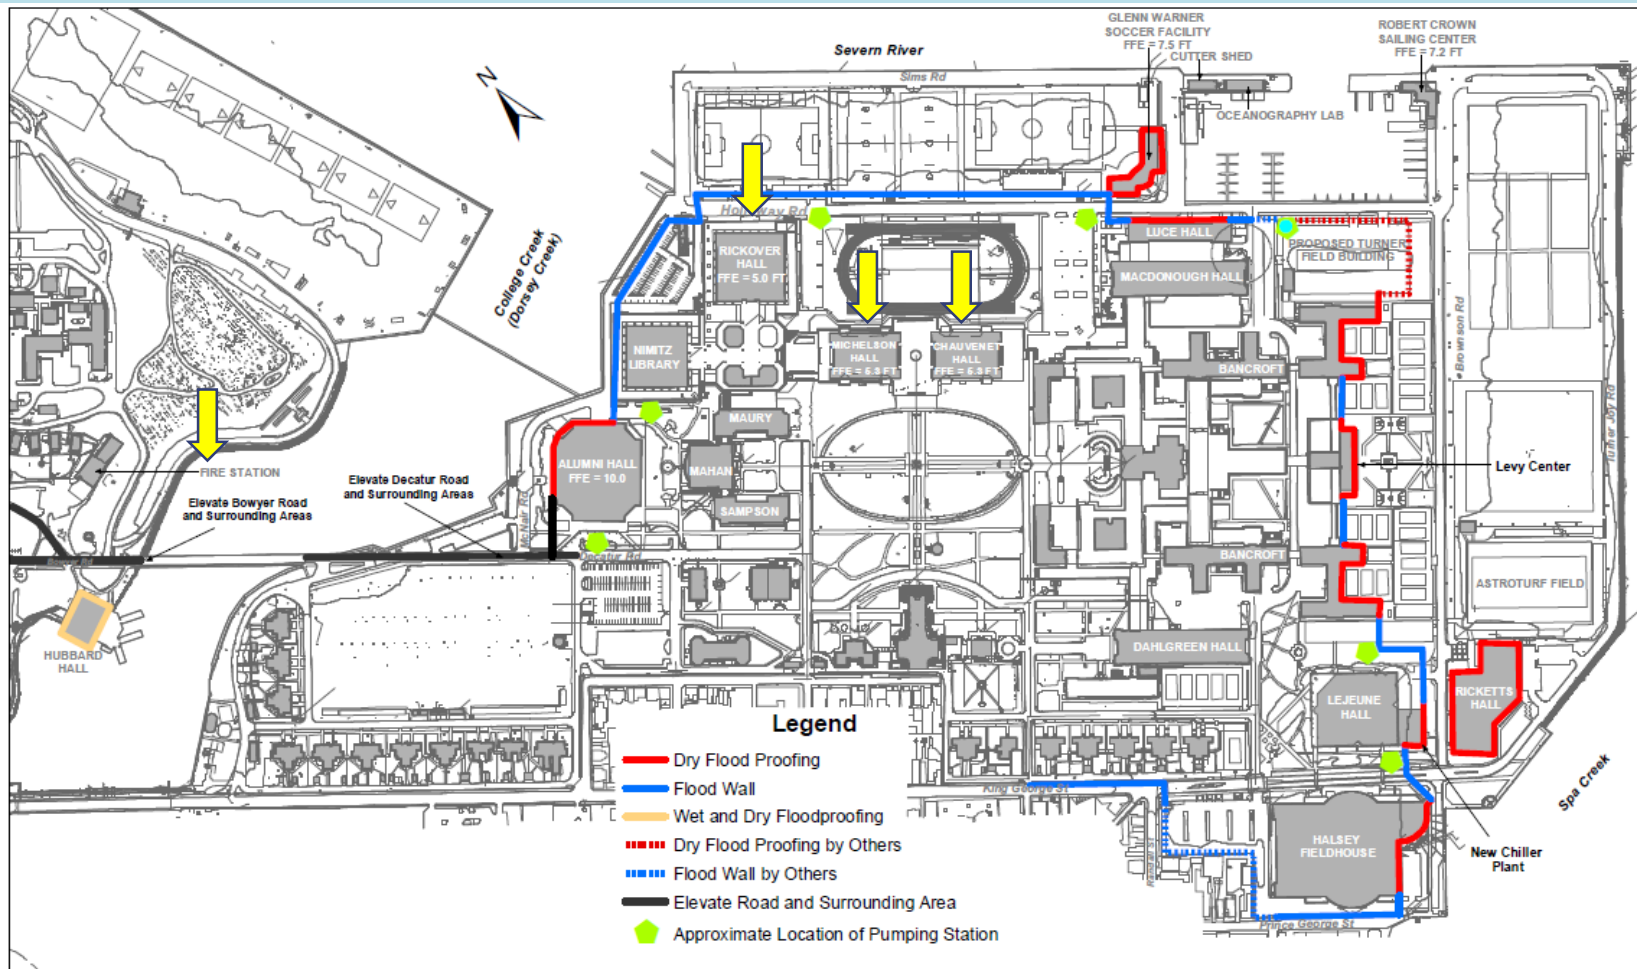 GLENN WARNER
SOCCER FACILITY
FFE = 7.5 FT
CUTTER SHED
ROBERT CROWN
SAILING CENTER
FFE = 7.2 FT
Severn River
Sims Rd
N
OCEANOGRAPHY LAB
College Creek
(Dorsey Creek)
Holloway Rd
RICKOVER
HALL
FFE = 5.0 FT
LUCE HALL
PROPOSED TURNER
FIELD BUILDING
MACDONOUGH HALL
Brownson Rd
Turner Joy Rd
NIMITZ
LIBRARY
MICHELSON
HALL
FFE = 5.3 FT
CHAUVENET
HALL
FFE = 5.3 FT
BANCROFT
MAURY
ALUMNI HALL
FFE = 10.0
MAHAN
SAMPSON
FIRE STATION
Elevate Bowyer Road
and Surrounding Areas
Elevate Decatur Road
and Surrounding Areas
McNair Rd
Decatur Rd
Levy Center
BANCROFT
ASTROTURF FIELD
HUBBARD
HALL
DAHLGREEN HALL
LEJEUNE
HALL
RICKETTS
HALL
Spa Creek
King George St
Randall St
HALSEY
FIELDHOUSE
New Chiller
Plant
Prince George St
Legend
Dry Flood Proofing
Flood Wall
Wet and Dry Floodproofing
Dry Flood Proofing by Others
Flood Wall by Others
Elevate Road and Surrounding Area
Approximate Location of Pumping Station